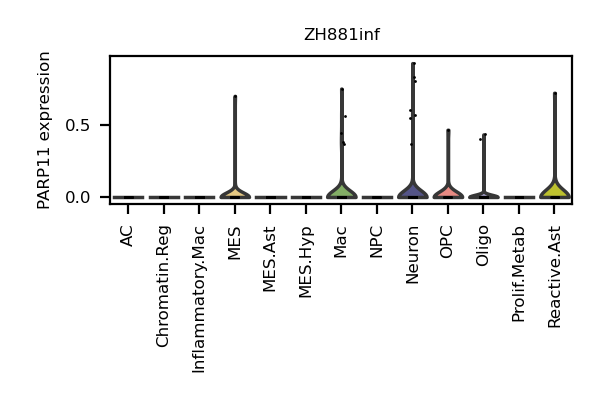 ZH881inf
PARP11 expression
0.5
0.0
AC
Chromatin.Reg
Inflammatory.Mac
MES
MES.Ast
MES.Hyp
Mac
NPC
Neuron
OPC
Oligo
Prolif.Metab
Reactive.Ast